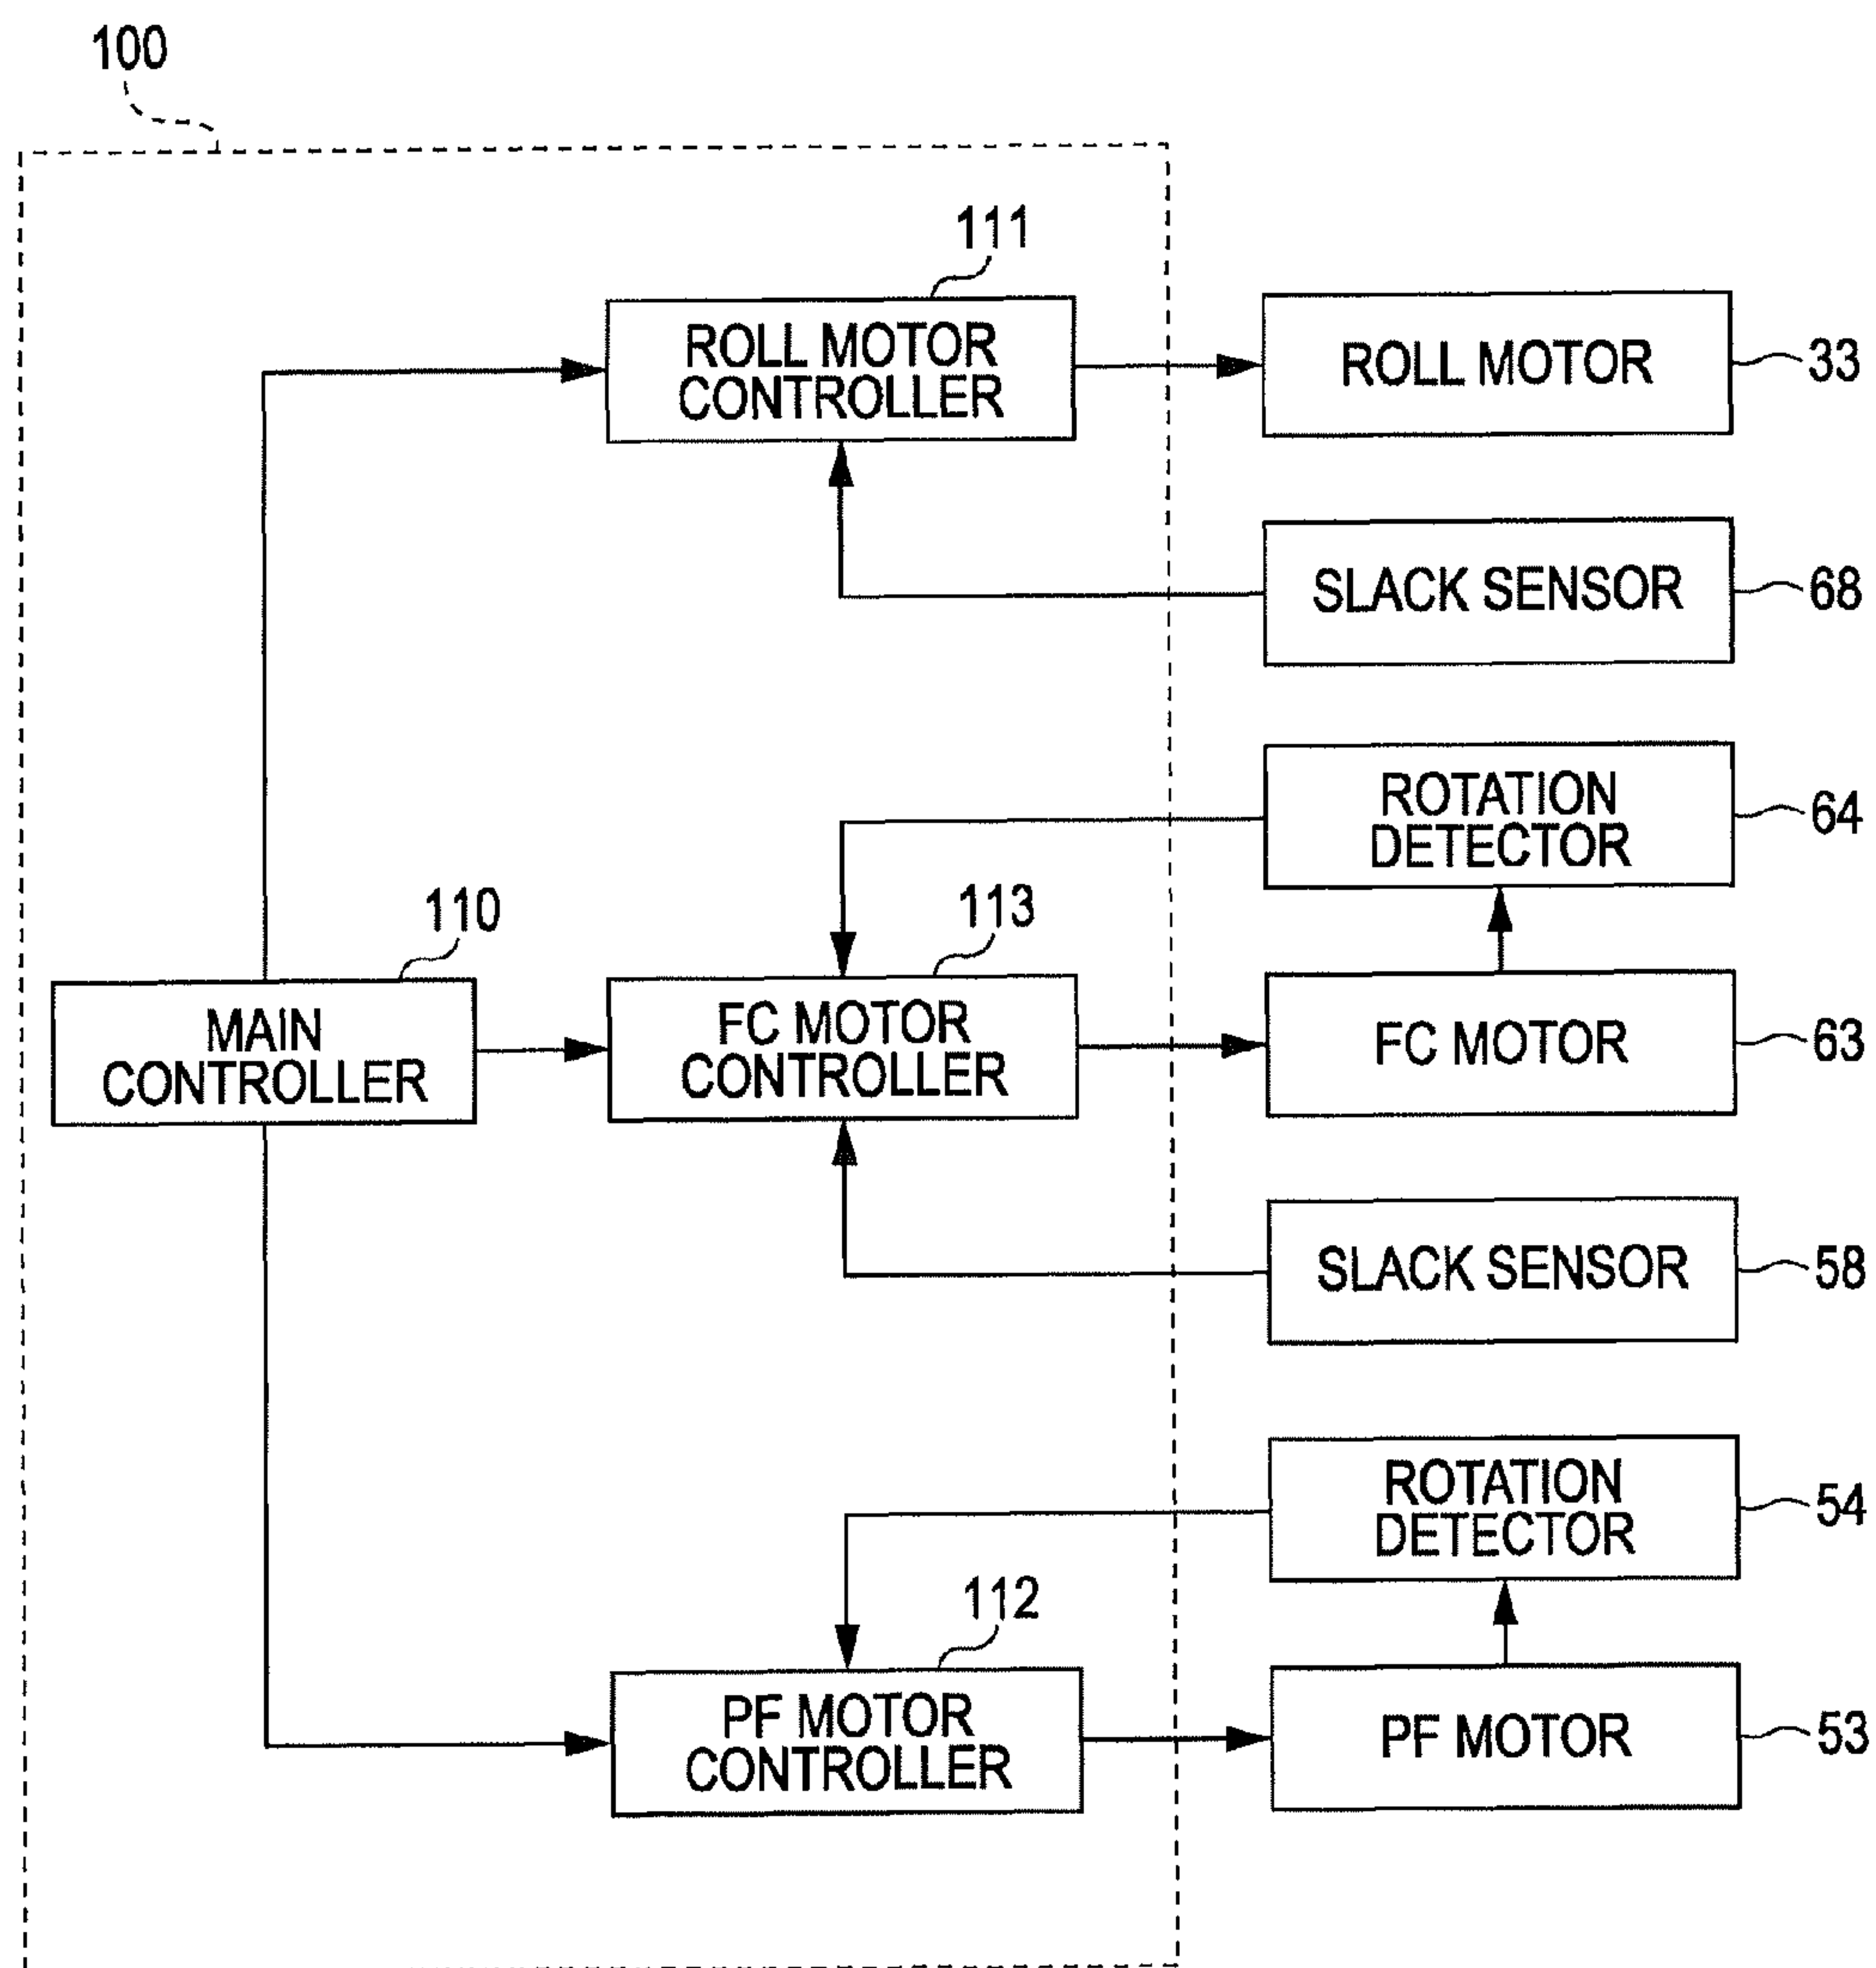 100
111
ROLL MOTOR
CONTROLLER
ROLL MOTOR
33
SLACK SENSOR
68
ROTATION
DETECTOR
64
110
MAIN
CONTROLLER
113
FC MOTOR
CONTROLLER
FC MOTOR
63
SLACK SENSOR
58
ROTATION
DETECTOR
54
112
PF MOTOR
CONTROLLER
PF MOTOR
53